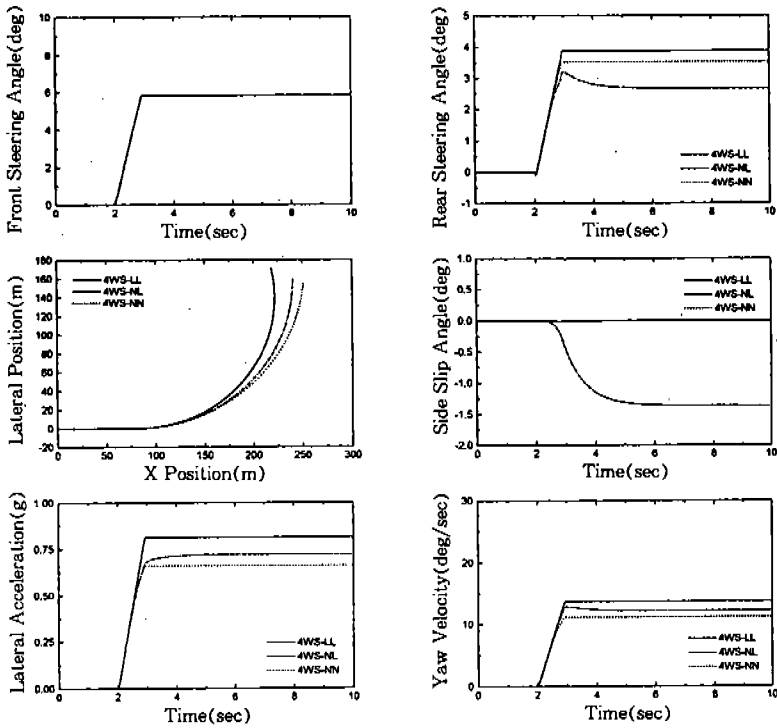 Front Steering Angle(deg)
10
8
6
4
2
0
0 2 4 6 8 10
Time(sec)
Rear Steering Angle(deg)
5
4
3
2
1
0
-1
4WS-LL
4WS-NL
4WS-NN
0 2 4 6 8 10
Time(sec)
Lateral Position(m)
180
160
140
120
100
80
60
40
20
0
-20
4WS-LL
4WS-NL
4WS-NN
0 50 100 150 200 250 300
X Position(m)
Side Slip Angle(deg)
1.0
0.5
0.0
-0.5
-1.0
-1.5
-2.0
4WS-LL
4WS-NL
4WS-NN
0 2 4 6 8 10
Time(sec)
Lateral Acceleration(g)
1.00
0.75
0.50
0.25
0.00
4WS-LL
4WS-NL
4WS-NN
0 2 4 6 8 10
Time(sec)
Yaw Velocity(deg/sec)
30
20
10
0
4WS-LL
4WS-NL
4WS-NN
0 2 4 6 8 10
Time(sec)